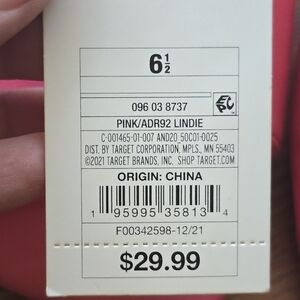 6½
096 03 8737
PINK/ADR92 LINDIE
C-001465-01-007 AND20_50C01-0025
DIST. BY TARGET CORPORATION, MPLS., MN 55403
©2021 TARGET BRANDS, INC. SHOP TARGET.COM
ORIGIN: CHINA
1 95995 35813 4
F00342598-12/21
$29.99